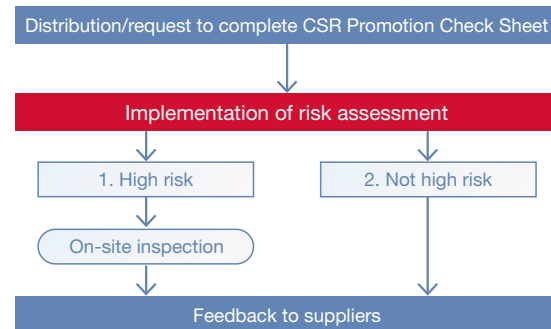 Distribution/request to complete CSR Promotion Check Sheet
Implementation of risk assessment
1. High risk
2. Not high risk
On-site inspection
Feedback to suppliers